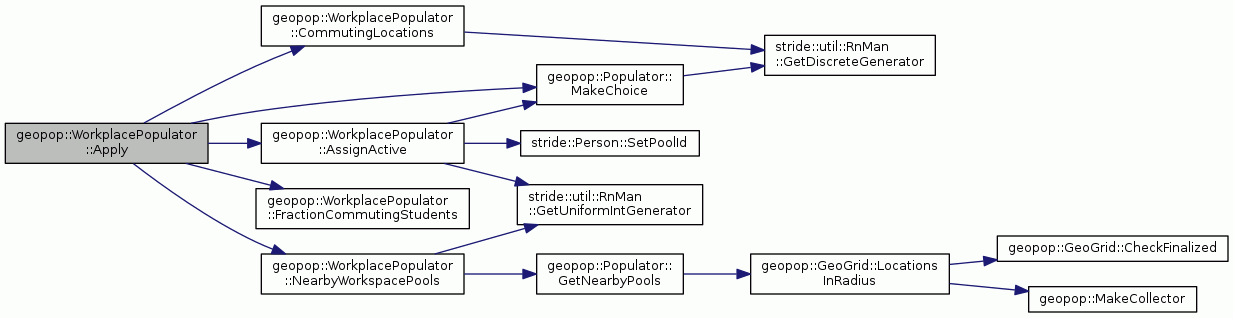 geopop::WorkplacePopulator
::Apply
geopop::WorkplacePopulator
::CommutingLocations
geopop::WorkplacePopulator
::AssignActive
geopop::WorkplacePopulator
::FractionCommutingStudents
geopop::WorkplacePopulator
::NearbyWorkspacePools
geopop::Populator::
MakeChoice
stride::Person::SetPoolId
stride::util::RnMan
::GetUniformIntGenerator
geopop::Populator::
GetNearbyPools
stride::util::RnMan
::GetDiscreteGenerator
geopop::GeoGrid::Locations
InRadius
geopop::GeoGrid::CheckFinalized
geopop::MakeCollector